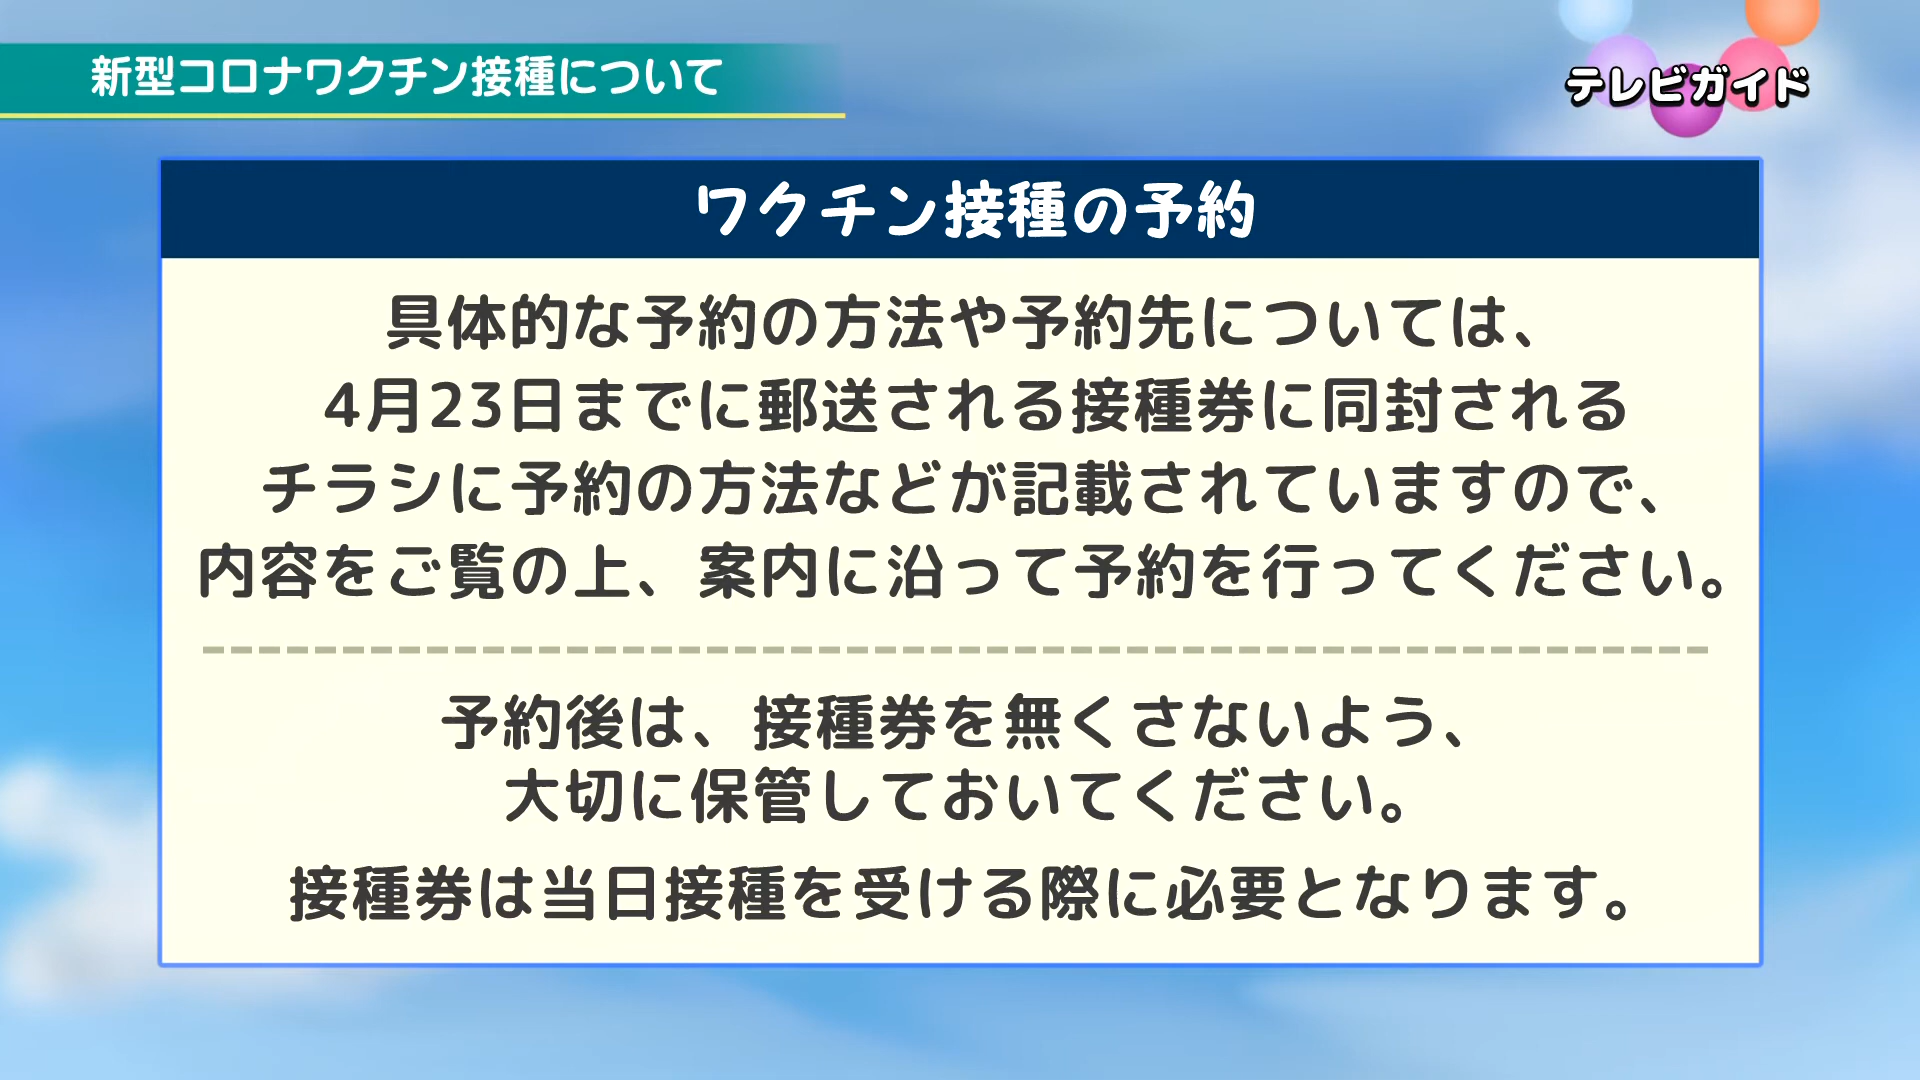 新型コロナワクチン接種について
テレビガイド
ワクチン接種の予約
具体的な予約の方法や予約先については、
4月23日までに郵送される接種券に同封される
チラシに予約の方法などが記載されていますので、
内容をご覧の上、案内に沿って予約を行ってください。
予約後は、接種券を無くさないよう、
大切に保管しておいてください。
接種券は当日接種を受ける際に必要となります。